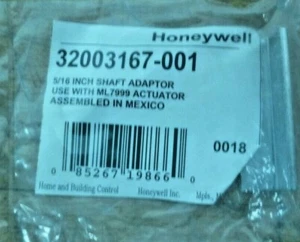 Honeywell
32003167-001
5/16 INCH SHAFT ADAPTOR
USE WITH ML7999 ACTUATOR
ASSEMBLED IN MEXICO
0018
0 85267 19866 0
Home and Building Control Honeywell Inc. Mpls.,